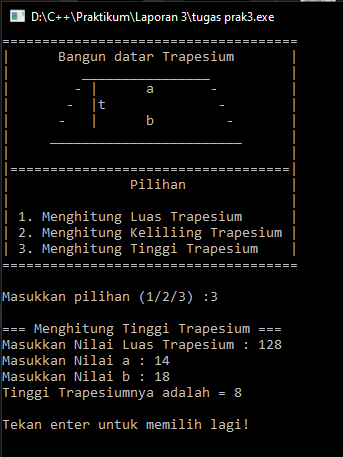 D:\C++\Praktikum\Laporan 3\tugas prak3.exe
Bangun datar Trapesium
a
t
b
Pilihan
1. Menghitung Luas Trapesium
2. Menghitung Keliliing Trapesium
3. Menghitung Tinggi Trapesium
Masukkan pilihan (1/2/3) :3
=== Menghitung Tinggi Trapesium ===
Masukkan Nilai Luas Trapesium : 128
Masukkan Nilai a : 14
Masukkan Nilai b : 18
Tinggi Trapesiumnya adalah = 8
Tekan enter untuk memilih lagi!